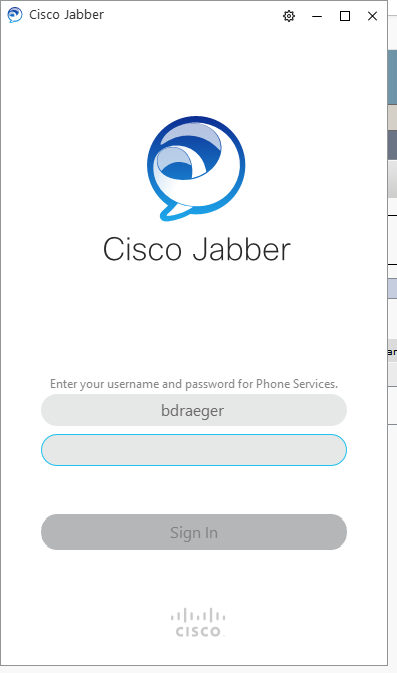 Cisco Jabber
Cisco Jabber
Enter your username and password for Phone Services.
bdraeger
Sign In
CISCO